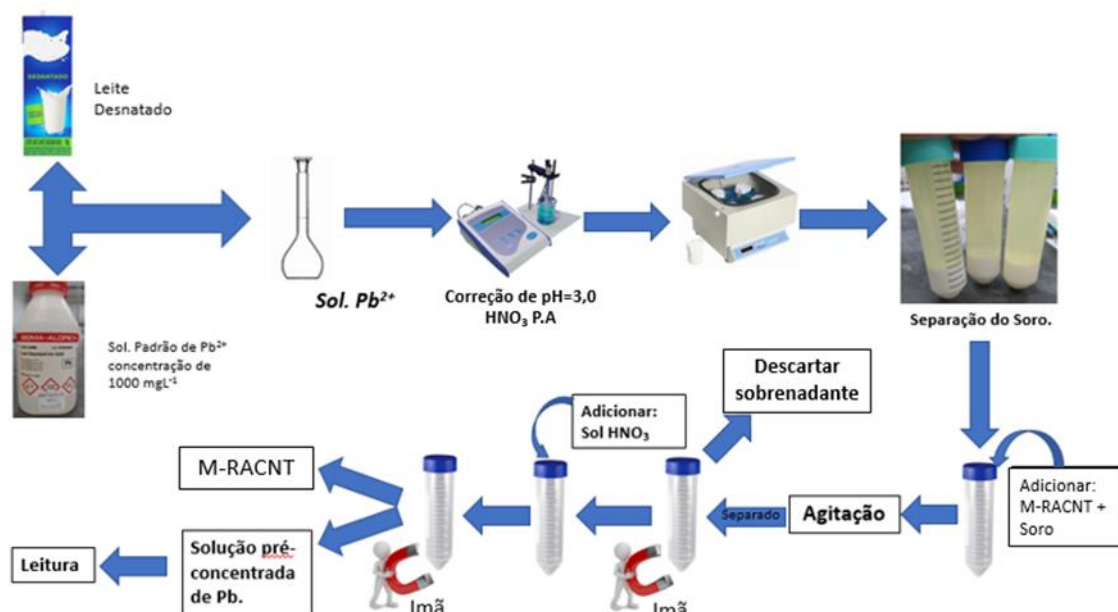 DESNATADO
Leite
Desnatado
Sol. Pb²⁺
Correção de pH=3,0
HNO₃ P.A
Separação do Soro.
Sol. Padrão de Pb²⁺
concentração de
1000 mgL⁻¹
Descartar
sobrenadante
Adicionar:
Sol HNO₃
M-RACNT
Adicionar:
M-RACNT +
Soro
Agitação
Separado
Solução pré-
concentrada
de Pb.
Leitura
Imã
Imã